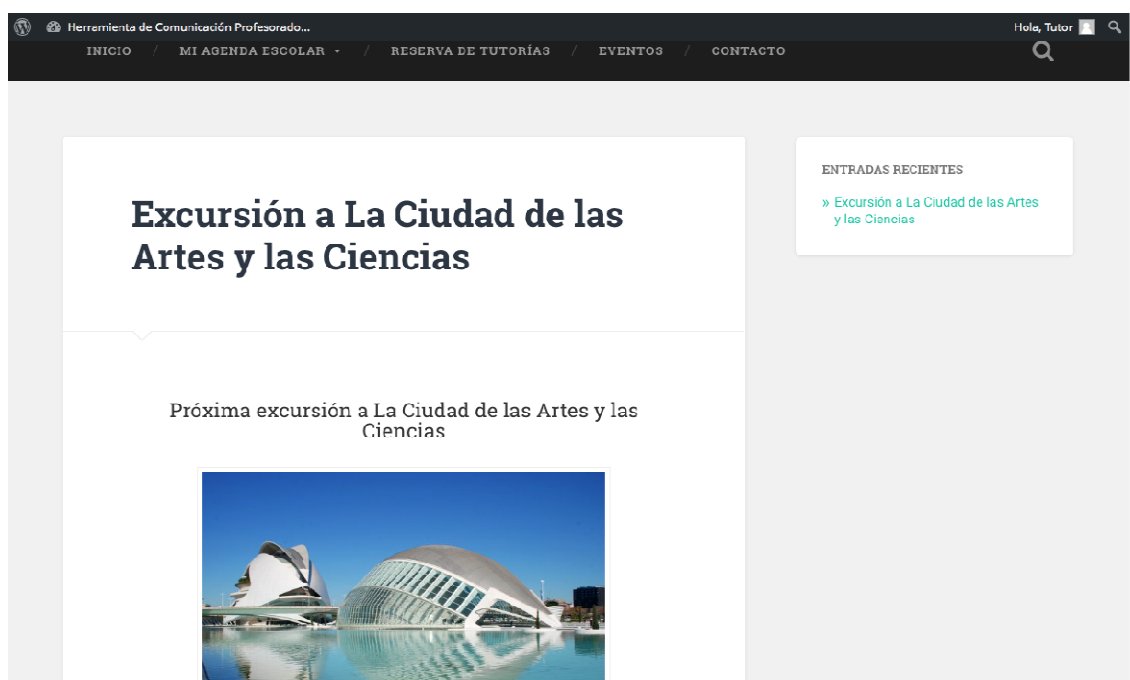 Herramienta de Comunicación Profesorado... Hola, Tutor
INICIO / MI AGENDA ESCOLAR / RESERVA DE TUTORÍAS / EVENTOS / CONTACTO
Excursión a La Ciudad de las
Artes y las Ciencias
Próxima excursión a La Ciudad de las Artes y las
Ciencias
ENTRADAS RECIENTES
» Excursión a La Ciudad de las Artes
y las Ciencias